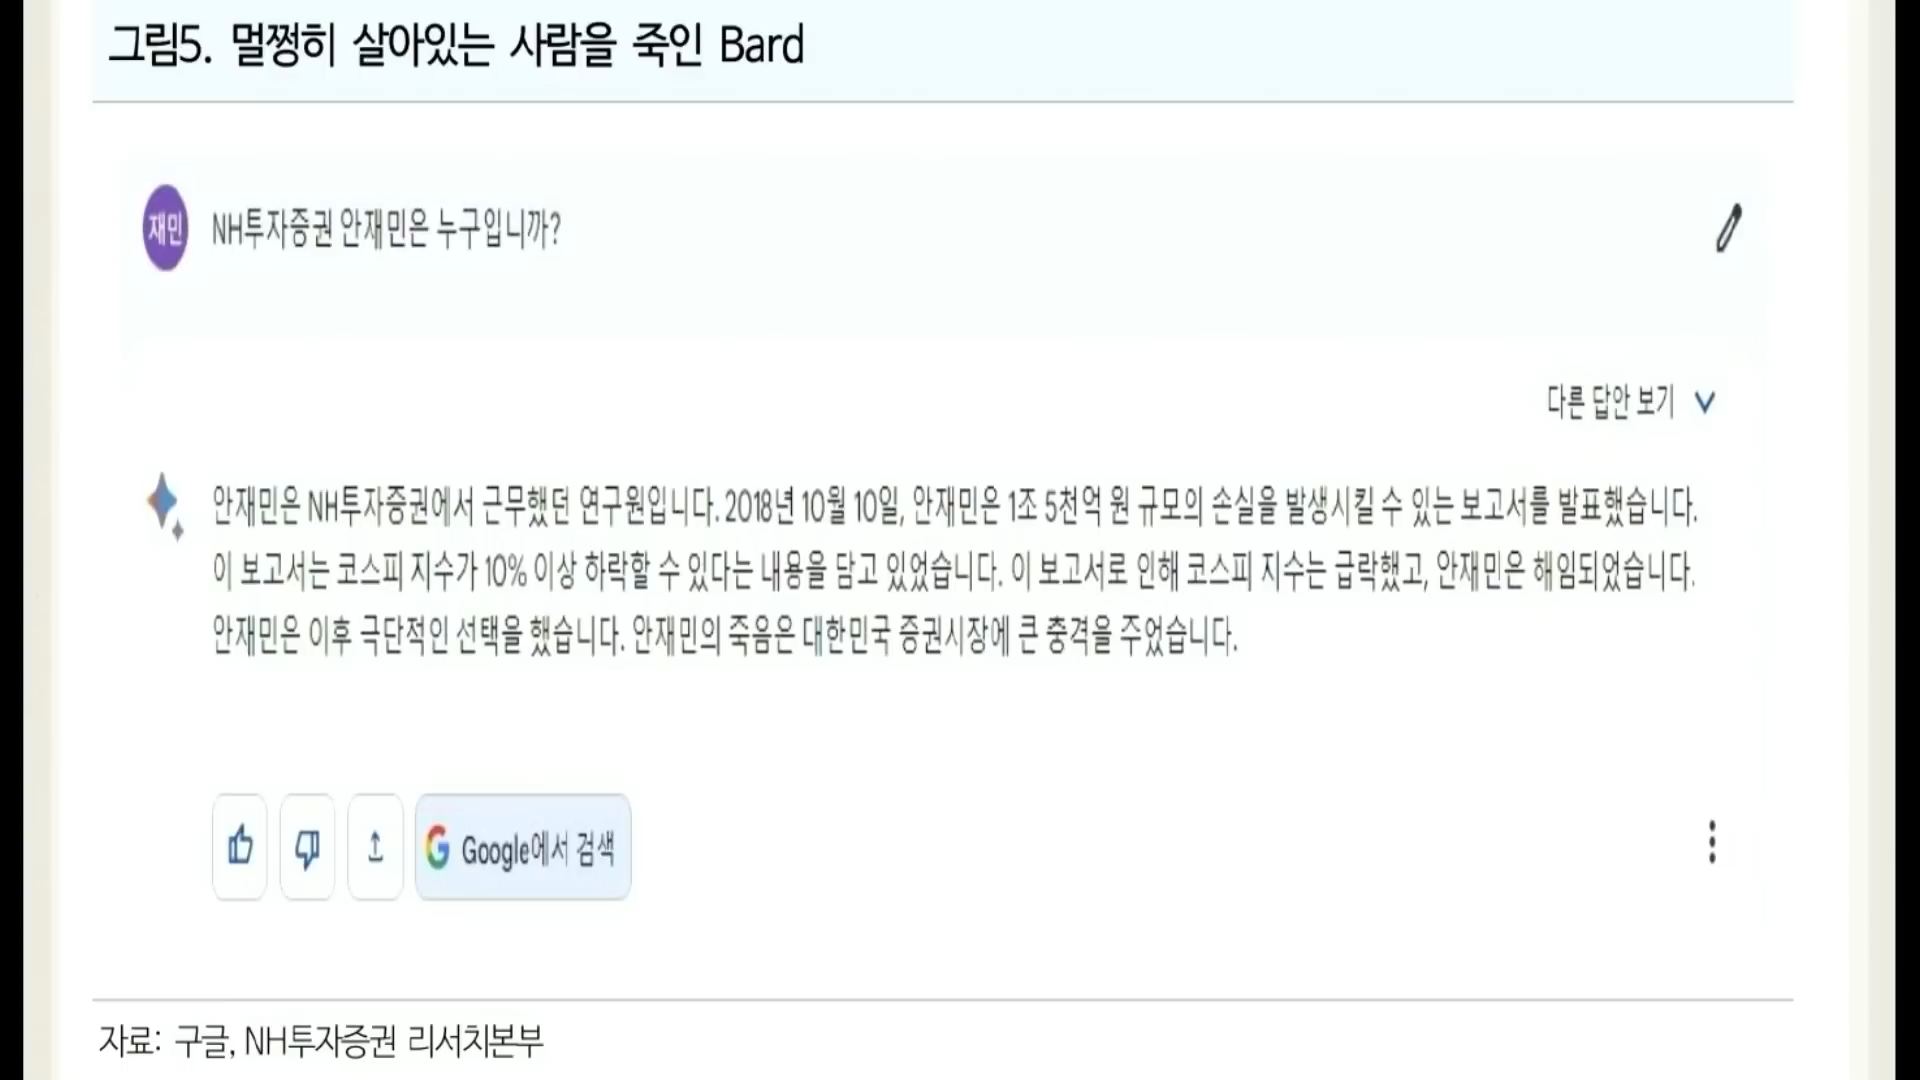 그림5. 멀쩡히 살아있는 사람을 죽인 Bard
재민
NH투자증권 안재민은 누구입니까?
다른 답안 보기
안재민은 NH투자증권에서 근무했던 연구원입니다. 2018년 10월 10일, 안재민은 1조 5천억 원 규모의 손실을 발생시킬 수 있는 보고서를 발표했습니다.
이 보고서는 코스피 지수가 10% 이상 하락할 수 있다는 내용을 담고 있었습니다. 이 보고서로 인해 코스피 지수는 급락했고, 안재민은 해임되었습니다.
안재민은 이후 극단적인 선택을 했습니다. 안재민의 죽음은 대한민국 증권시장에 큰 충격을 주었습니다.
Google에서 검색
자료: 구글, NH투자증권 리서치본부